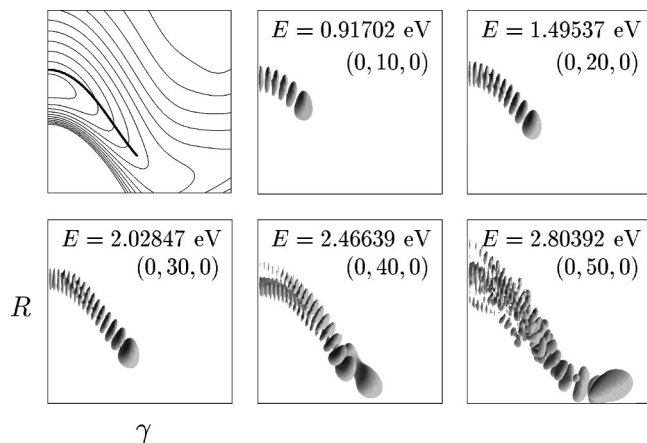 E = 0.91702 eV
(0, 10, 0)
E = 1.49537 eV
(0, 20, 0)
E = 2.02847 eV
(0, 30, 0)
E = 2.46639 eV
(0, 40, 0)
E = 2.80392 eV
(0, 50, 0)
R
γ